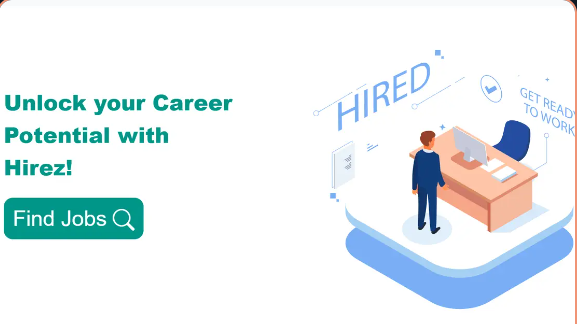 Unlock your Career
Potential with
Hirez!
Find Jobs
HIRED
GET READY
TO WORK